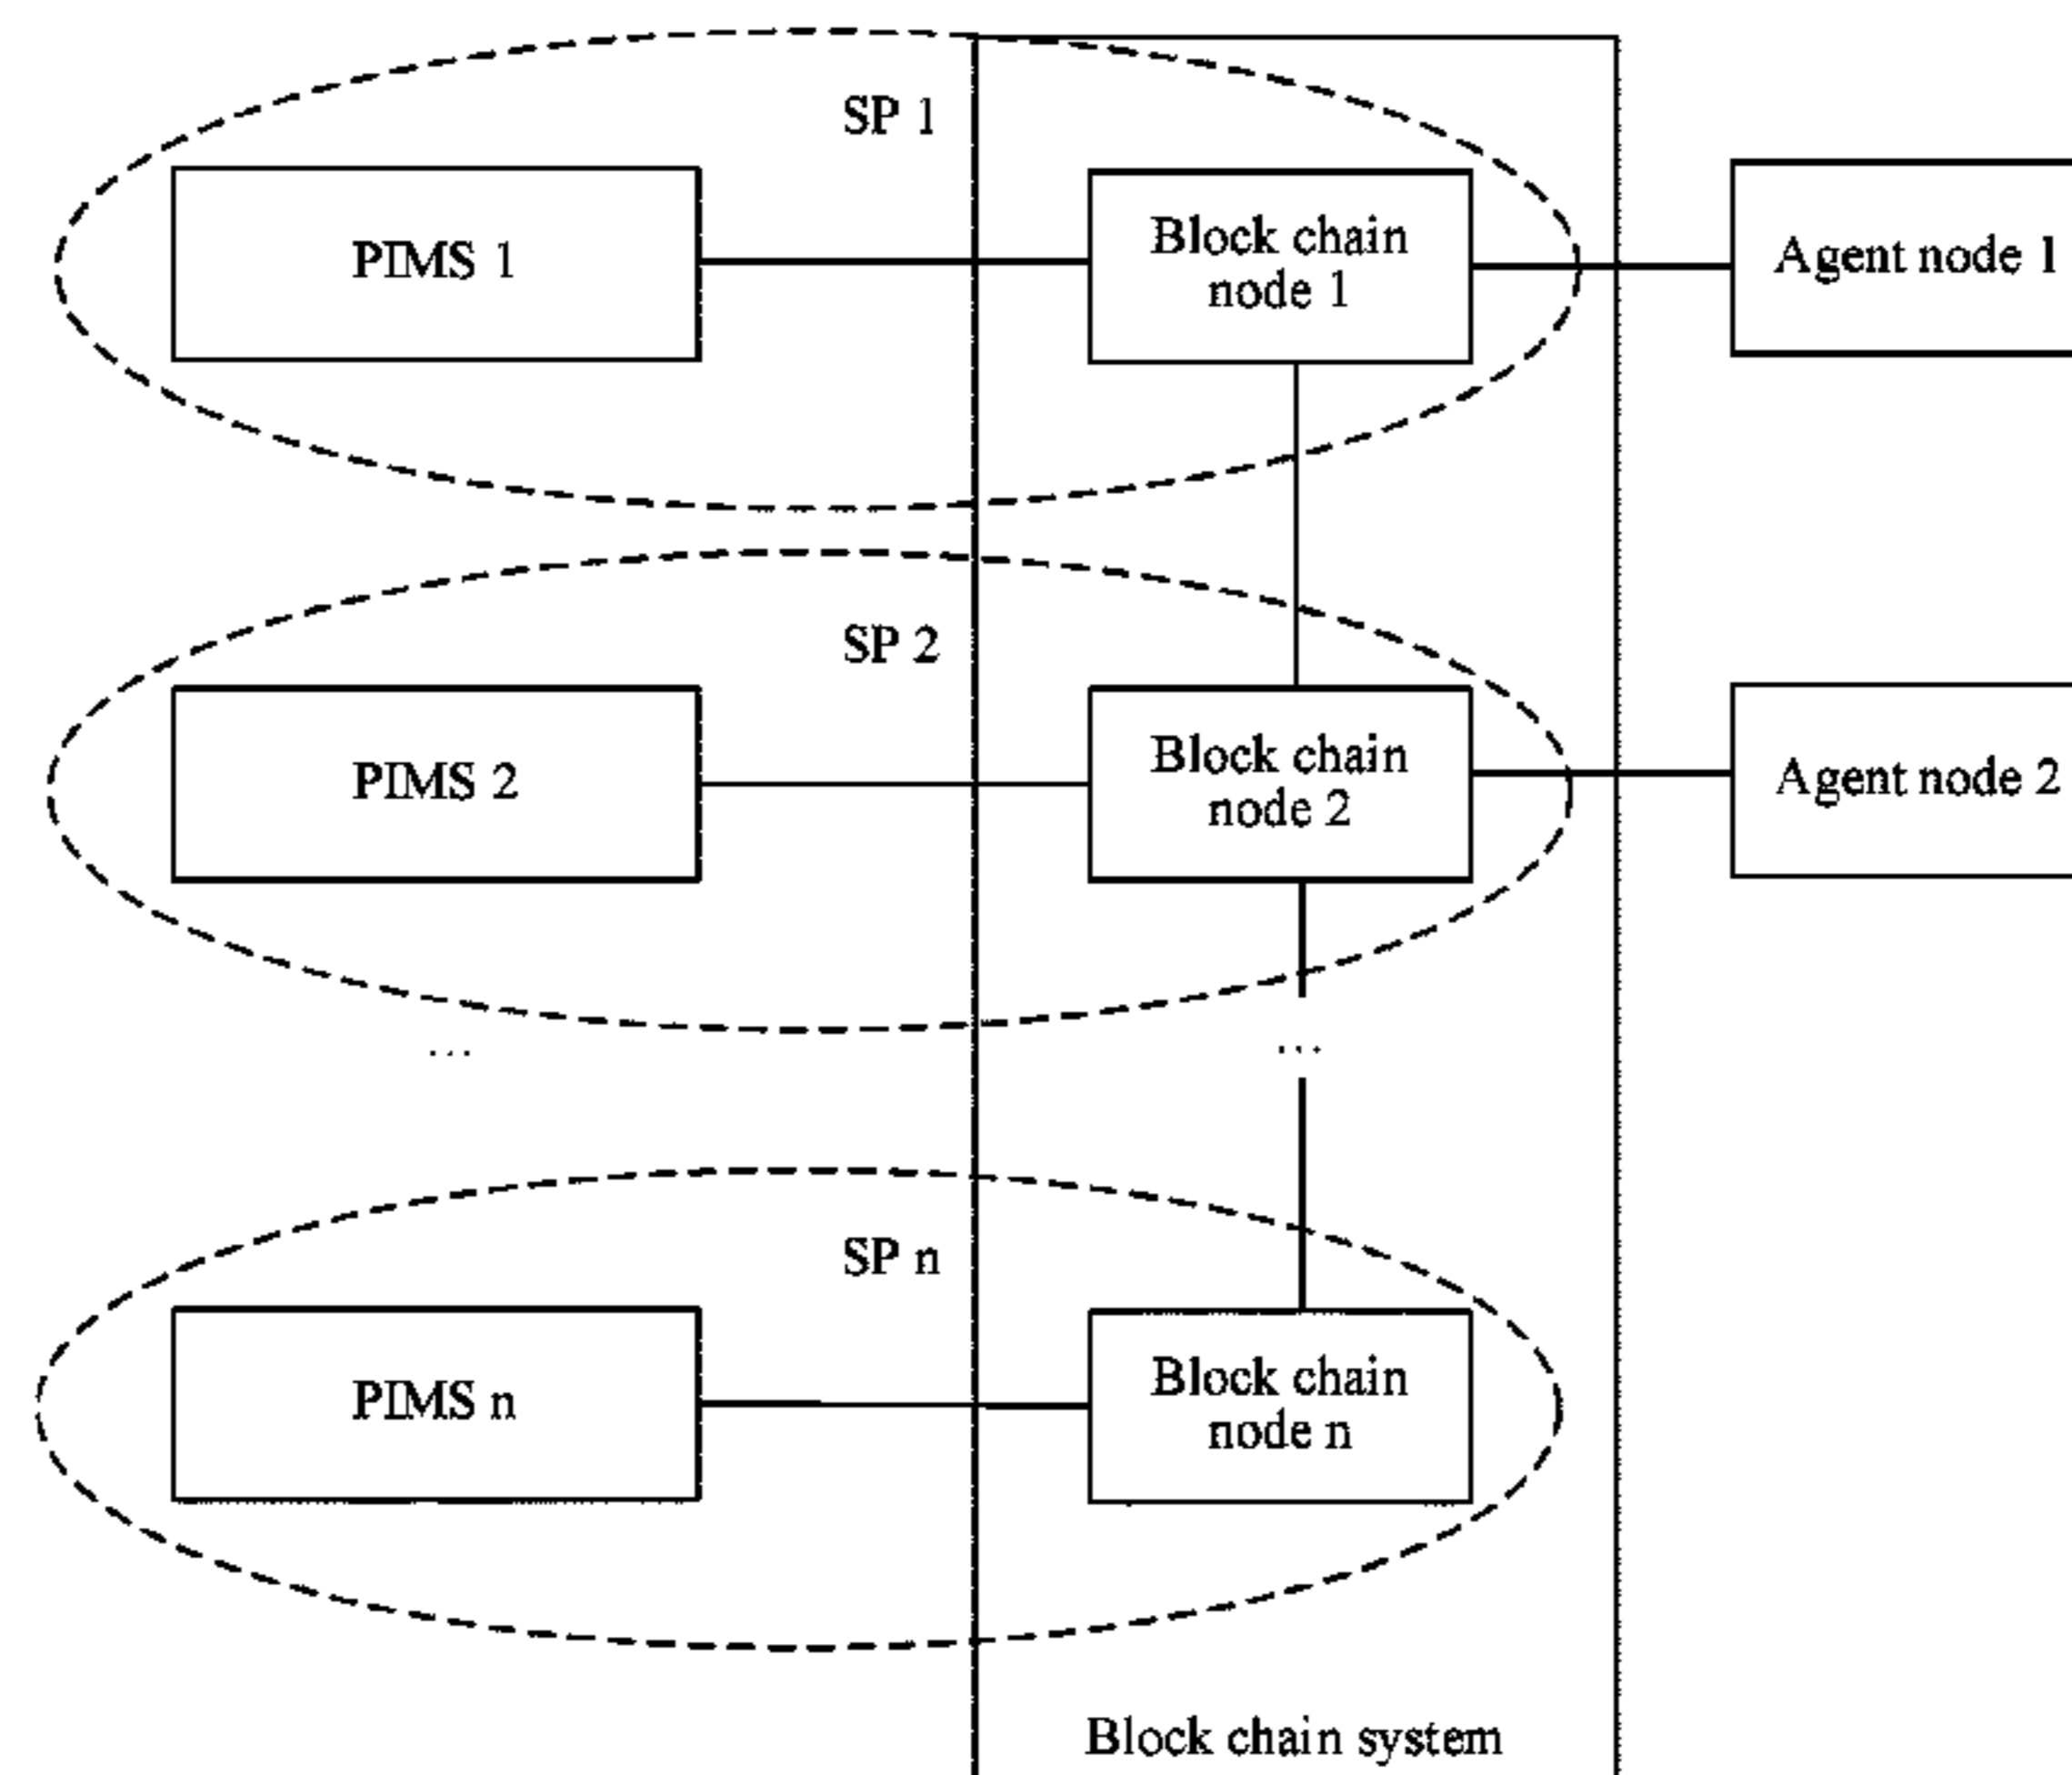 SP 1
PIMS 1
Block chain
node 1
Agent node 1
SP 2
PIMS 2
Block chain
node 2
Agent node 2
...
...
SP n
PIMS n
Block chain
node n
Block chain system